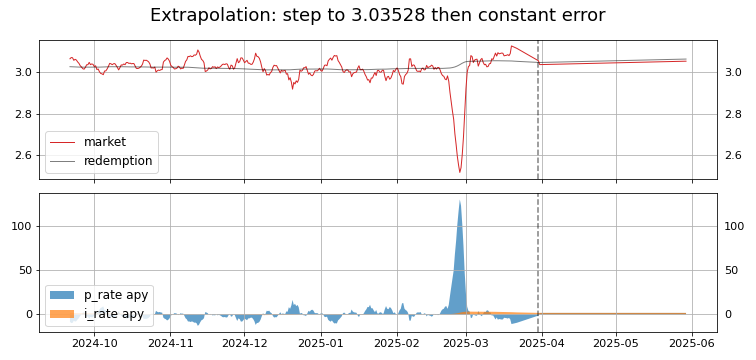 Extrapolation: step to 3.03528 then constant error
3.0 3.0
2.8 2.8
2.6 2.6
market
redemption
100 100
50 50
0 0
p_rate apy
i_rate apy
2024-10 2024-11 2024-12 2025-01 2025-02 2025-03 2025-04 2025-05 2025-06